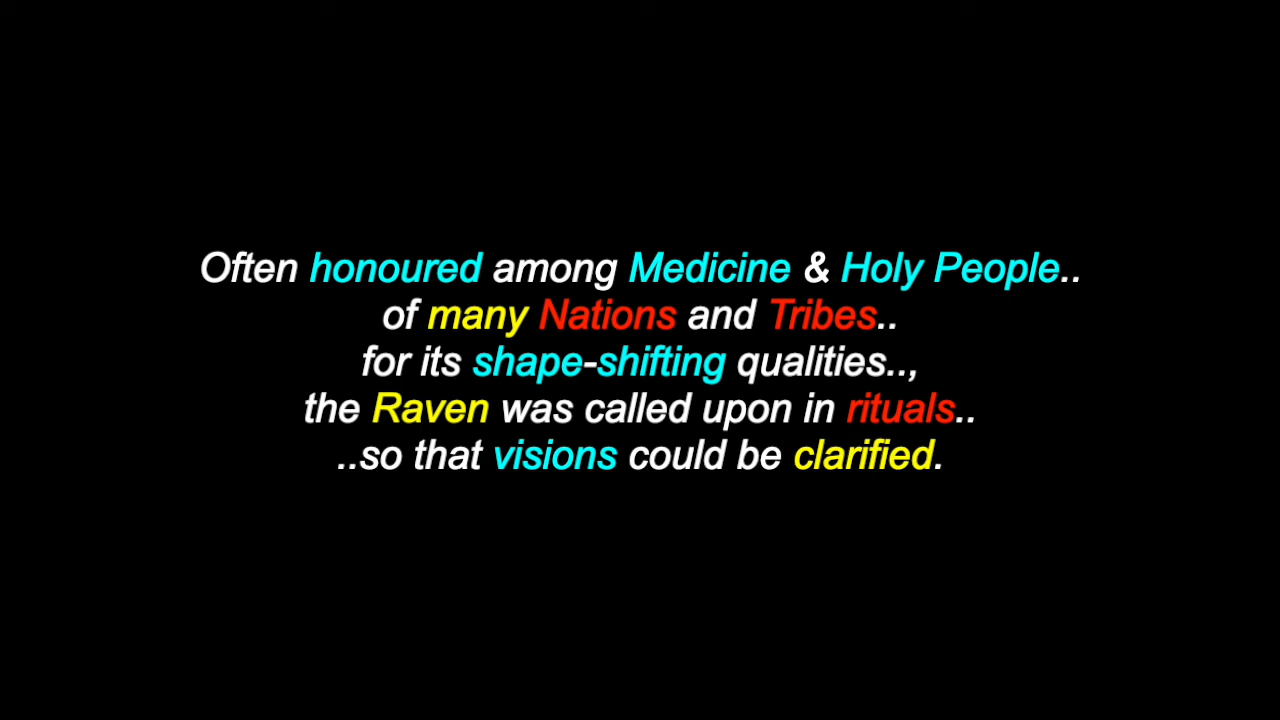 Often honoured among Medicine & Holy People..
of many Nations and Tribes..
for its shape-shifting qualities..,
the Raven was called upon in rituals..
..so that visions could be clarified.